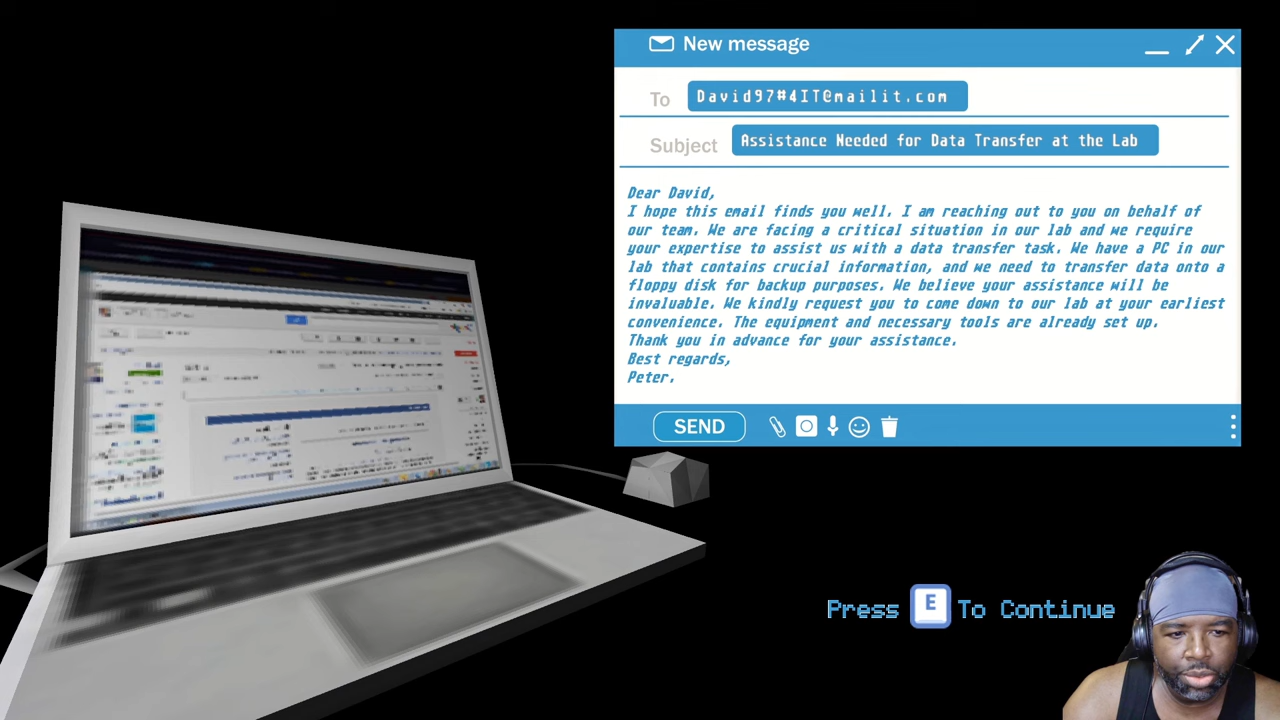 New message
To David97#4IT@mailit.com
Subject Assistance Needed for Data Transfer at the Lab
Dear David,
I hope this email finds you well. I am reaching out to you on behalf of
our team. We are facing a critical situation in our lab and we require
your expertise to assist us with a data transfer task. We have a PC in our
lab that contains crucial information, and we need to transfer data onto a
floppy disk for backup purposes. We believe your assistance will be
invaluable. We kindly request you to come down to our lab at your earliest
convenience. The equipment and necessary tools are already set up.
Thank you in advance for your assistance.
Best regards,
Peter.
SEND
Press E To Continue